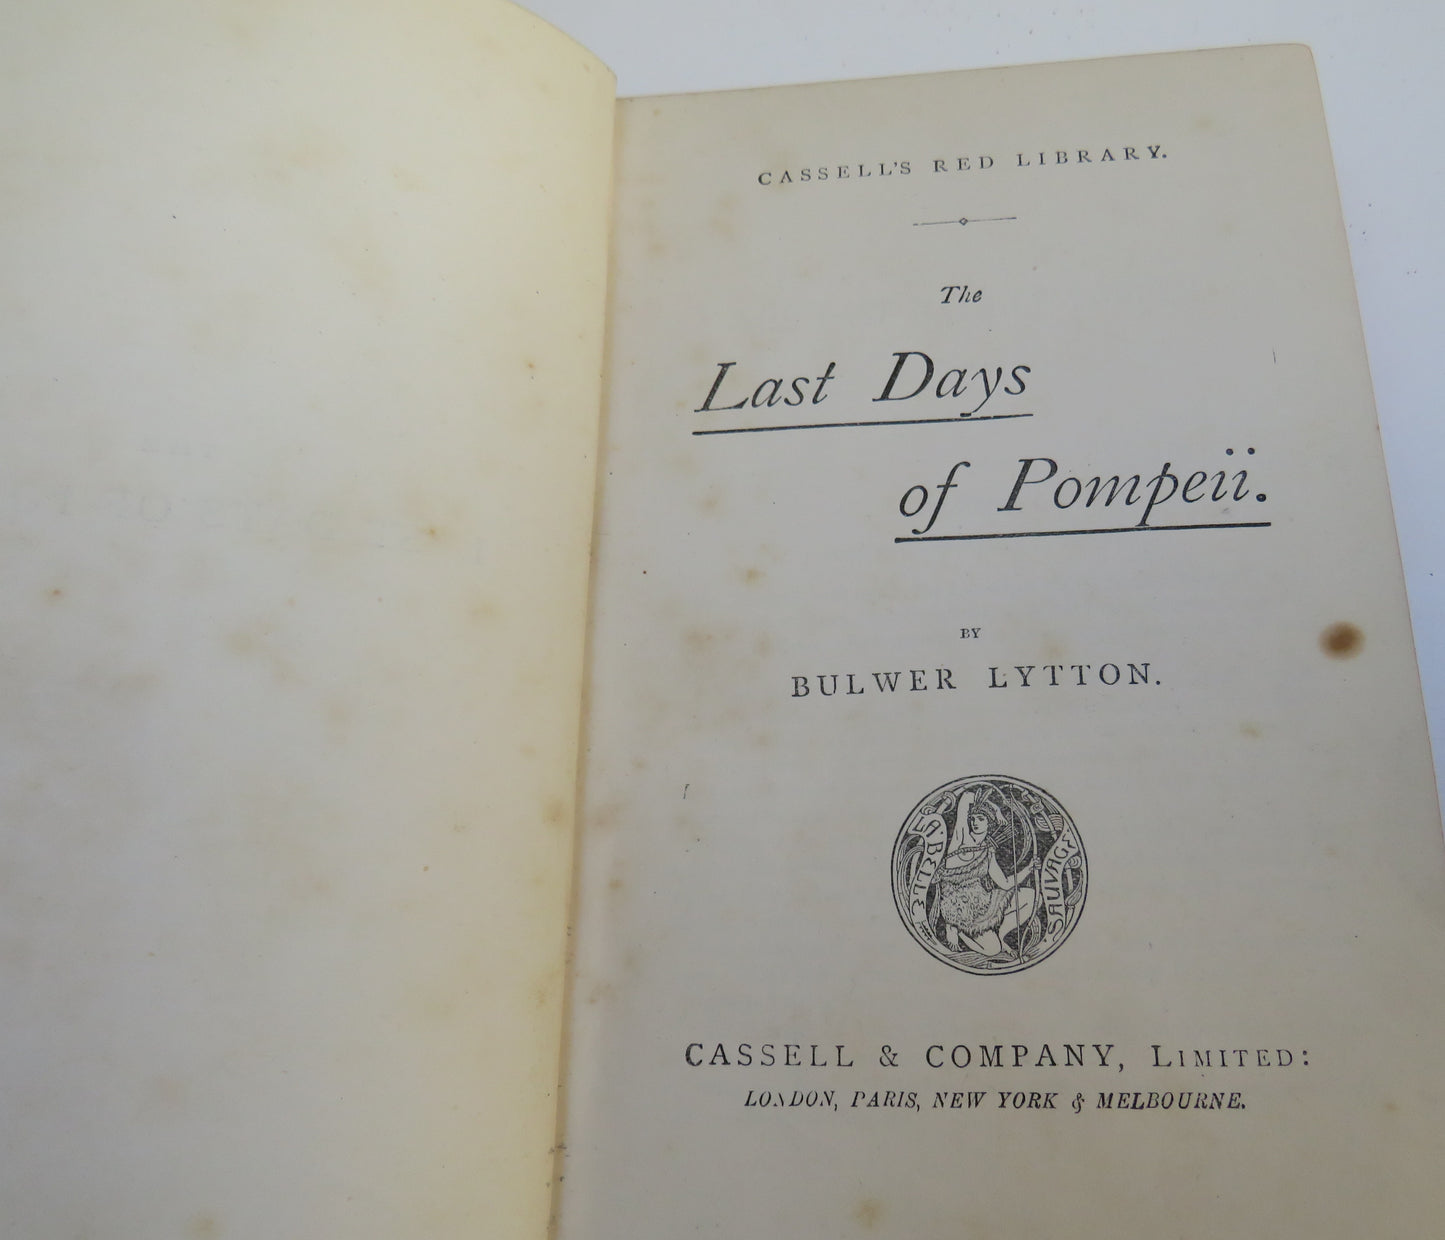 CASSELL'S RED LIBRARY.
The
Last Days
of Pompeii.
BY
BULWER LYTTON.
LA BELLE
SAUVAGE
CASSELL & COMPANY, LIMITED:
LONDON, PARIS, NEW YORK & MELBOURNE.